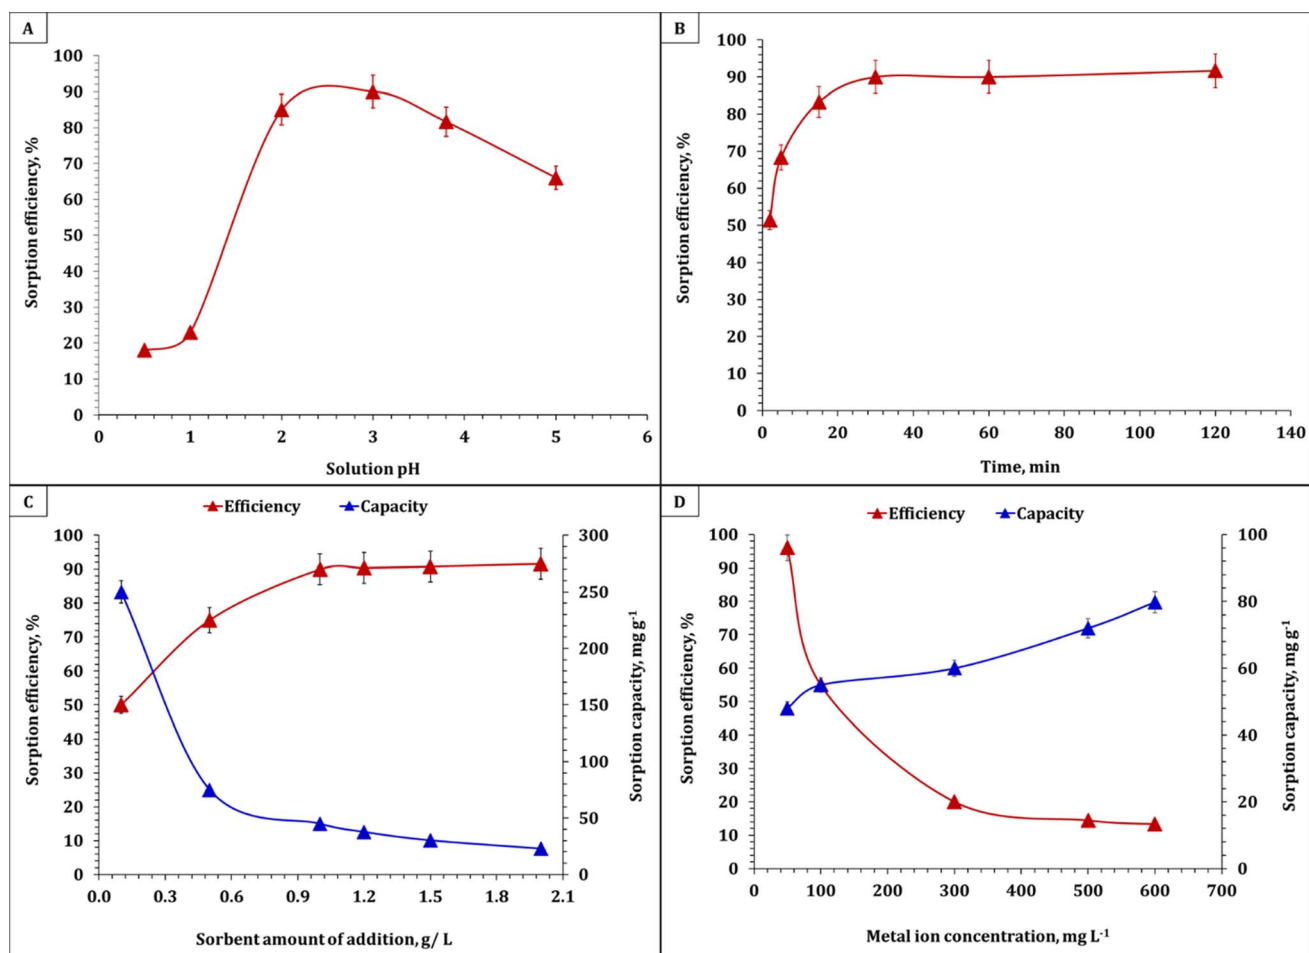 A
Sorption efficiency, %
100
90
80
70
60
50
40
30
20
10
0
0 1 2 3 4 5 6
Solution pH
B
Sorption efficiency, %
100
90
80
70
60
50
40
30
20
10
0
0 20 40 60 80 100 120 140
Time, min
C
Efficiency Capacity
Sorption efficiency, %
100
90
80
70
60
50
40
30
20
10
0
300
250
200
150
100
50
0
Sorption capacity, mg g⁻¹
0.0 0.3 0.6 0.9 1.2 1.5 1.8 2.1
Sorbent amount of addition, g/ L
D
Efficiency Capacity
Sorption efficiency, %
100
90
80
70
60
50
40
30
20
10
0
100
80
60
40
20
0
Sorption capacity, mg g⁻¹
0 100 200 300 400 500 600 700
Metal ion concentration, mg L⁻¹